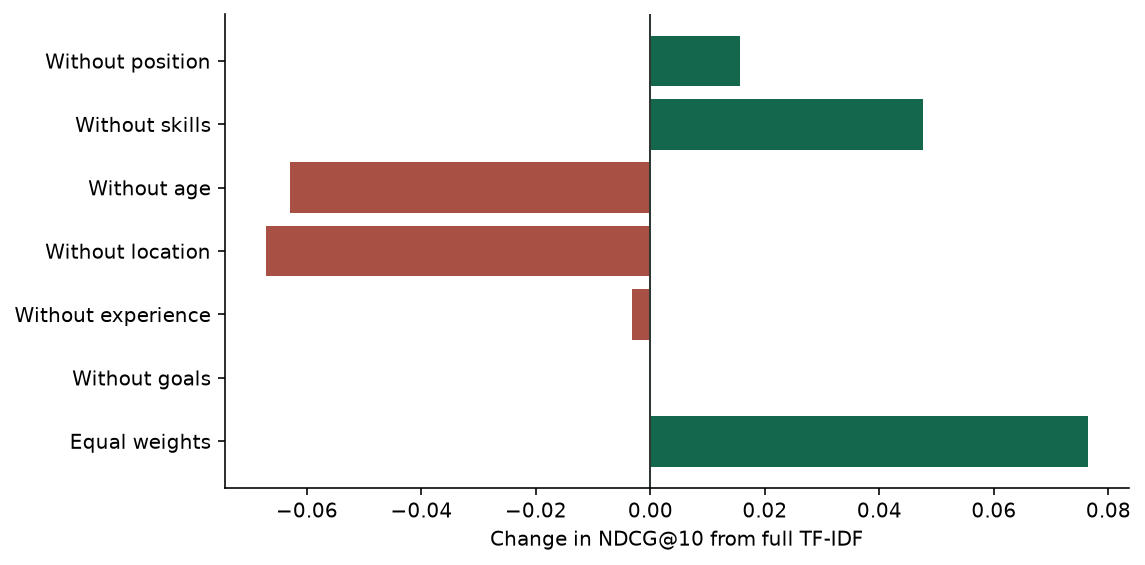 Without position
Without skills
Without age
Without location
Without experience
Without goals
Equal weights
−0.06 −0.04 −0.02 0.00 0.02 0.04 0.06 0.08
Change in NDCG@10 from full TF-IDF